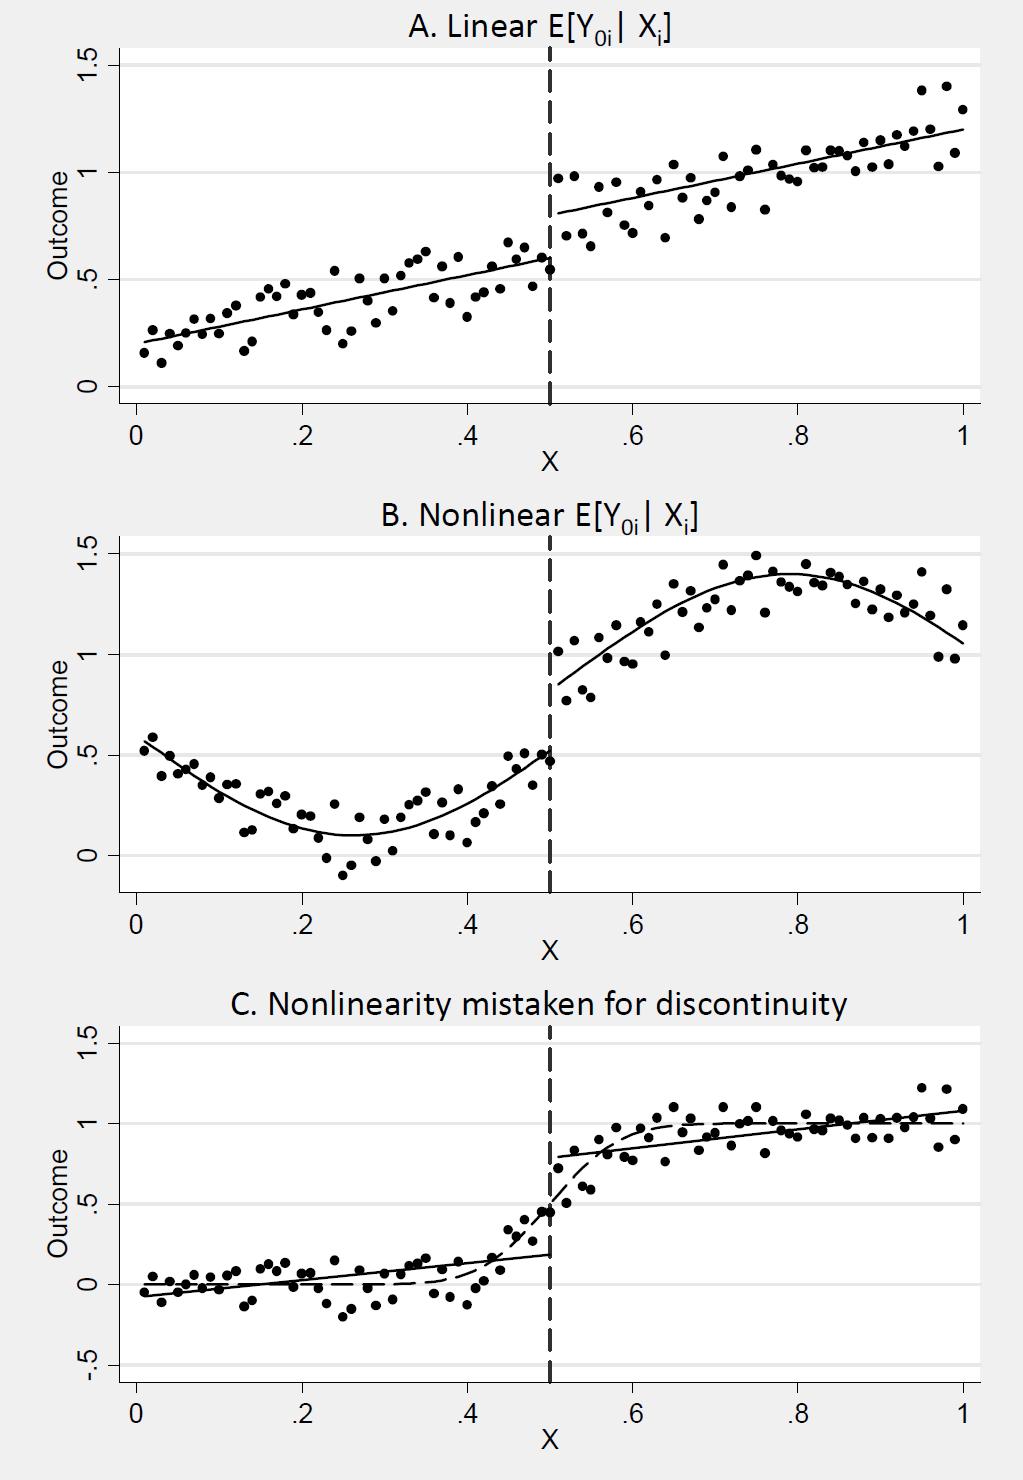 A. Linear E[Y0i| Xi]
1.5
1
.5
0
Outcome
0 .2 .4 .6 .8 1
X
B. Nonlinear E[Y0i| Xi]
1.5
1
.5
0
Outcome
0 .2 .4 .6 .8 1
X
C. Nonlinearity mistaken for discontinuity
1.5
1
.5
0
-.5
Outcome
0 .2 .4 .6 .8 1
X